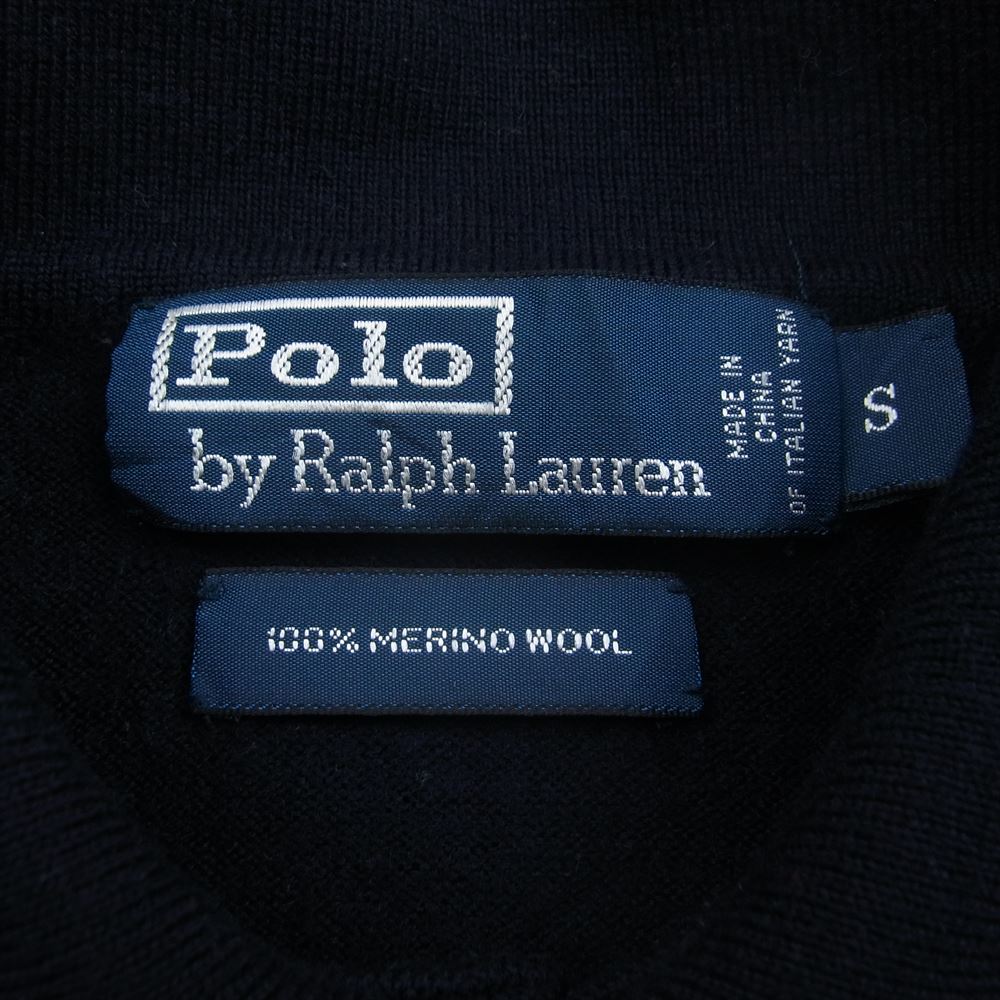 Polo
by Ralph Lauren
MADE IN
CHINA
OF ITALIAN YARN
S
100% MERINO WOOL